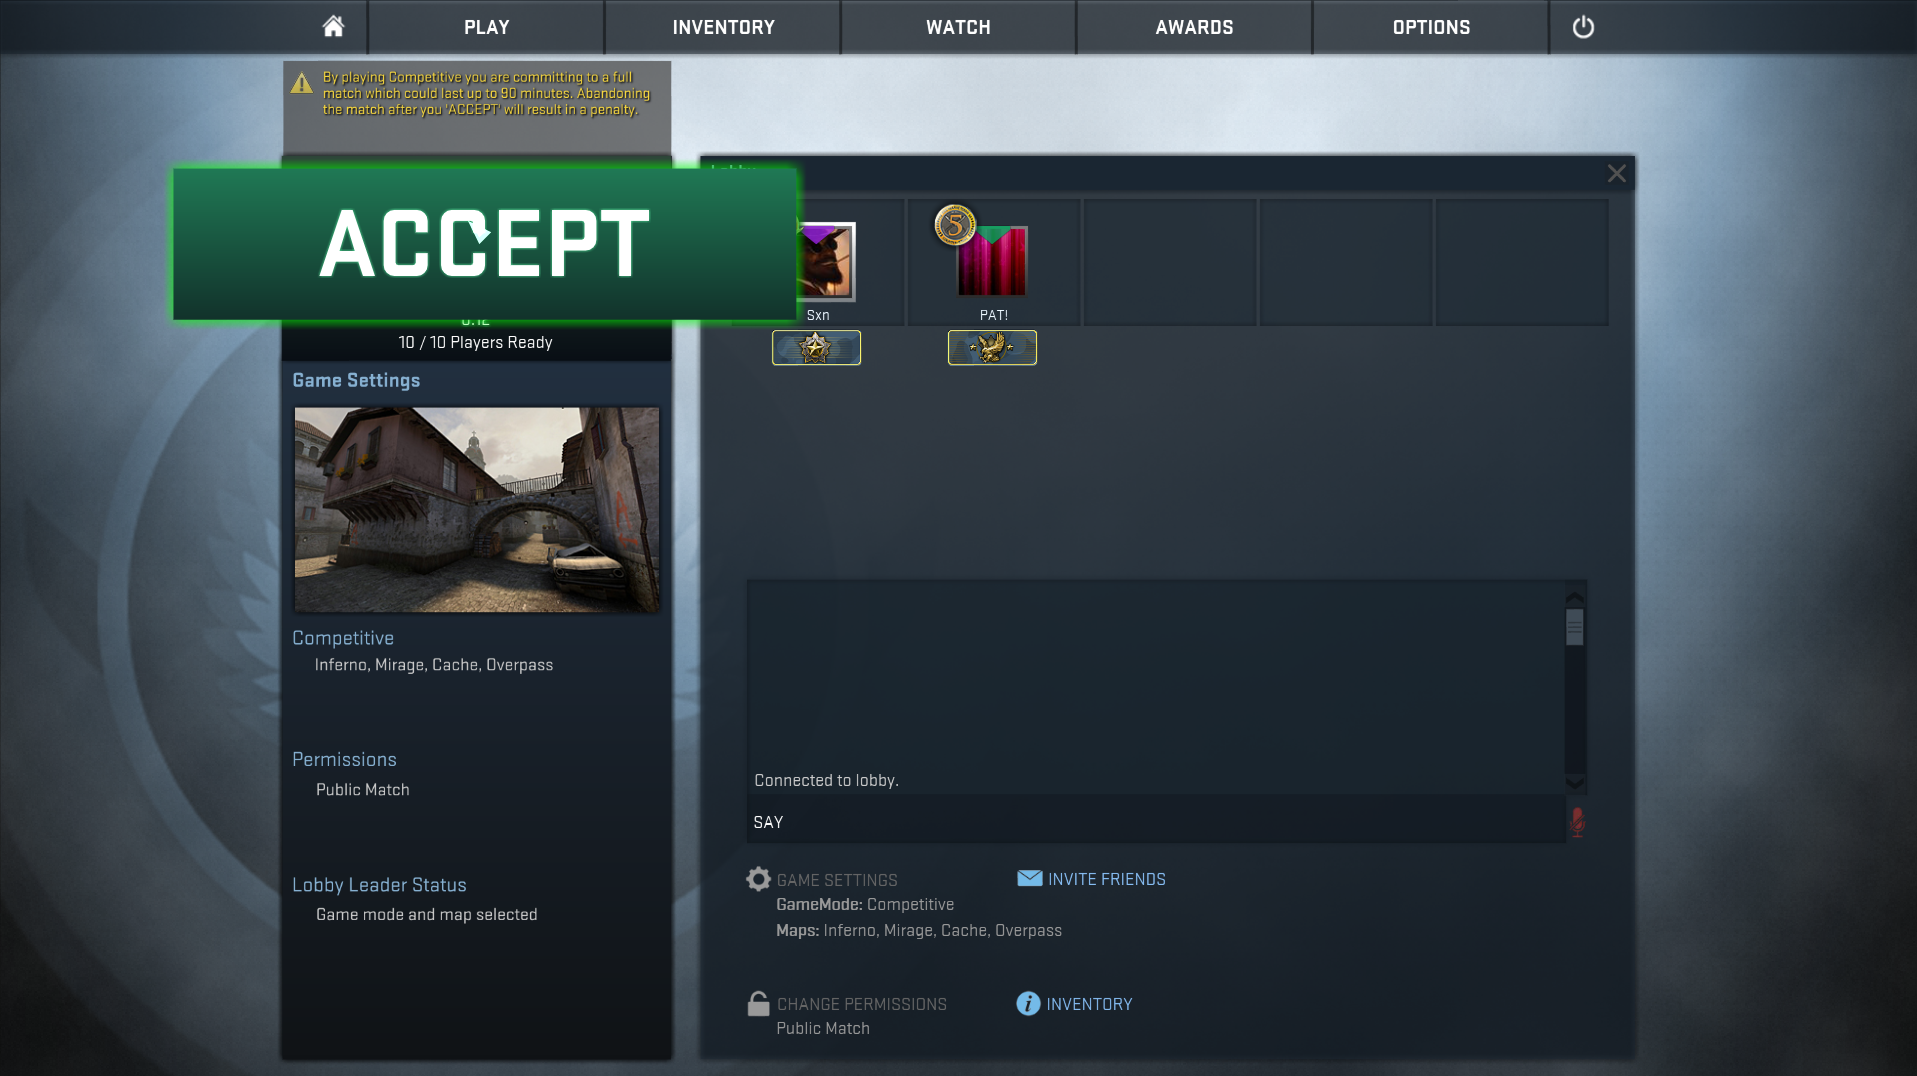 PLAY
INVENTORY
WATCH
AWARDS
OPTIONS
By playing Competitive you are committing to a full
match which could last up to 90 minutes. Abandoning
the match after you 'ACCEPT' will result in a penalty.
Lobby
ACCEPT
5
0:12
Sxn
PAT!
10 / 10 Players Ready
Game Settings
Competitive
Inferno, Mirage, Cache, Overpass
Permissions
Public Match
Lobby Leader Status
Game mode and map selected
Connected to lobby.
SAY
GAME SETTINGS
GameMode: Competitive
Maps: Inferno, Mirage, Cache, Overpass
INVITE FRIENDS
CHANGE PERMISSIONS
Public Match
INVENTORY